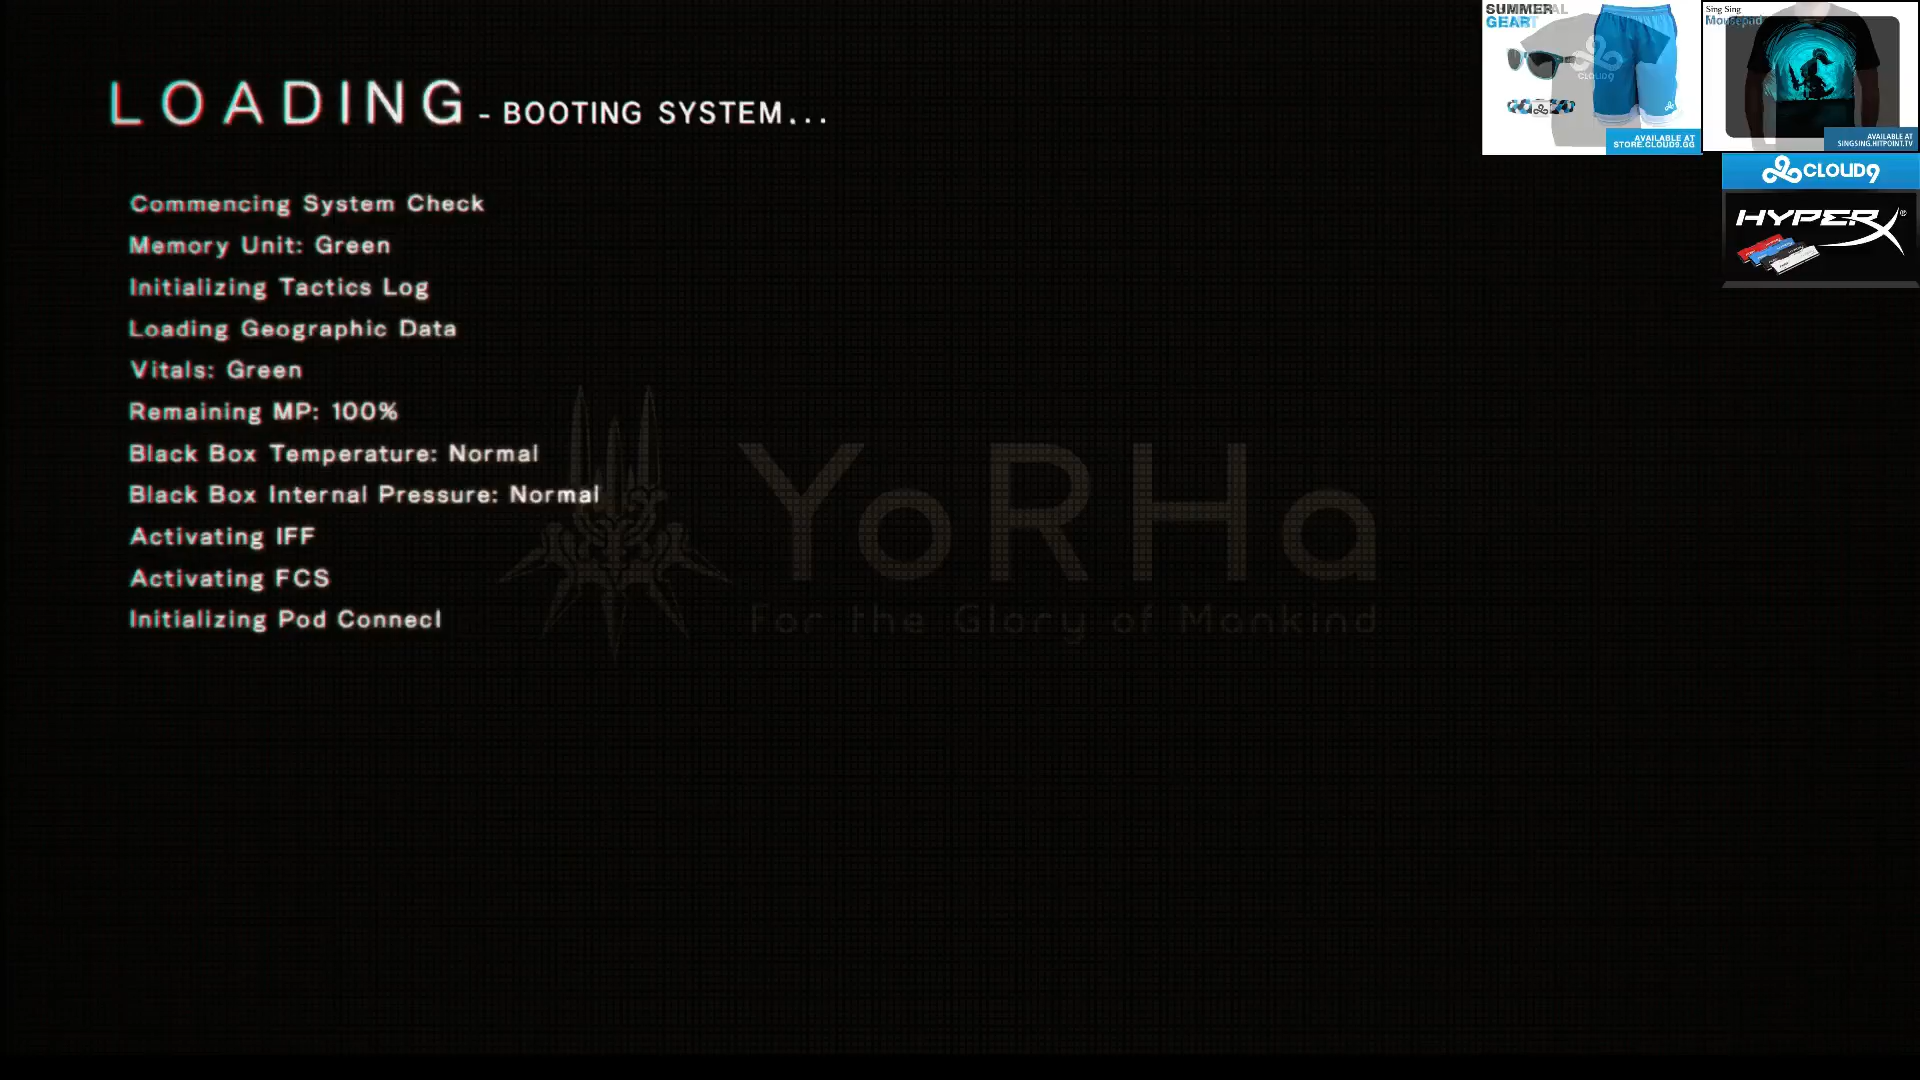 LOADING - BOOTING SYSTEM...
Commencing System Check
Memory Unit: Green
Initializing Tactics Log
Loading Geographic Data
Vitals: Green
Remaining MP: 100%
Black Box Temperature: Normal
Black Box Internal Pressure: Normal
Activating IFF
Activating FCS
Initializing Pod Connecl
YoRHa
For the Glory of Mankind
SUMMER
GEAR
CLOUD9
AVAILABLE AT
STORE.CLOUD9.GG
Sing Sing
Mousepad
AVAILABLE AT
SINGSING.HITPOINT.TV
CLOUD9
HYPERX®